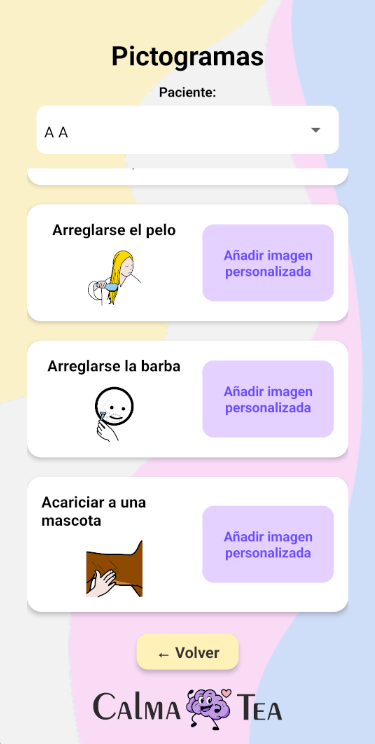 Pictogramas
Paciente:
A A
Arreglarse el pelo
Añadir imagen
personalizada
Arreglarse la barba
Añadir imagen
personalizada
Acariciar a una
mascota
Añadir imagen
personalizada
← Volver
CALMA TEA